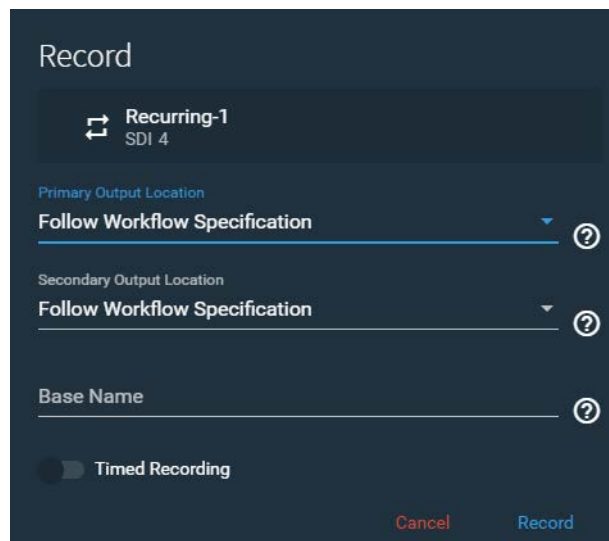 Record
Recurring-1
SDI 4
Primary Output Location
Follow Workflow Specification
Secondary Output Location
Follow Workflow Specification
Base Name
Timed Recording
Cancel Record